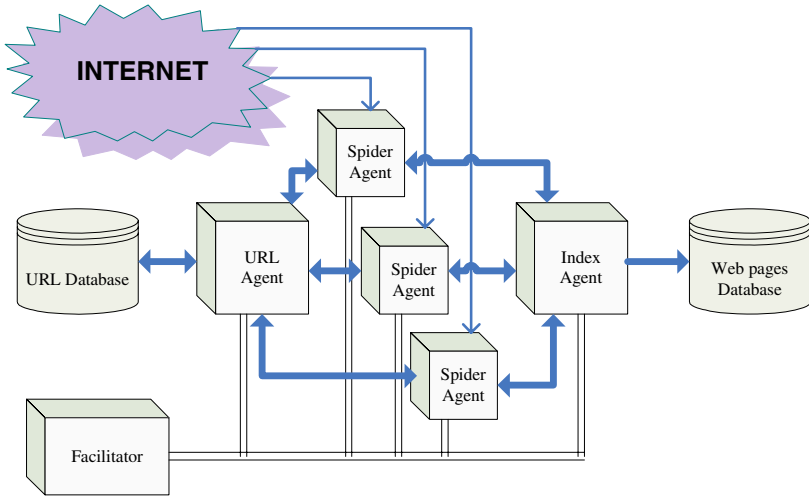 INTERNET
Spider
Agent
URL Database
URL
Agent
Spider
Agent
Index
Agent
Web pages
Database
Spider
Agent
Facilitator